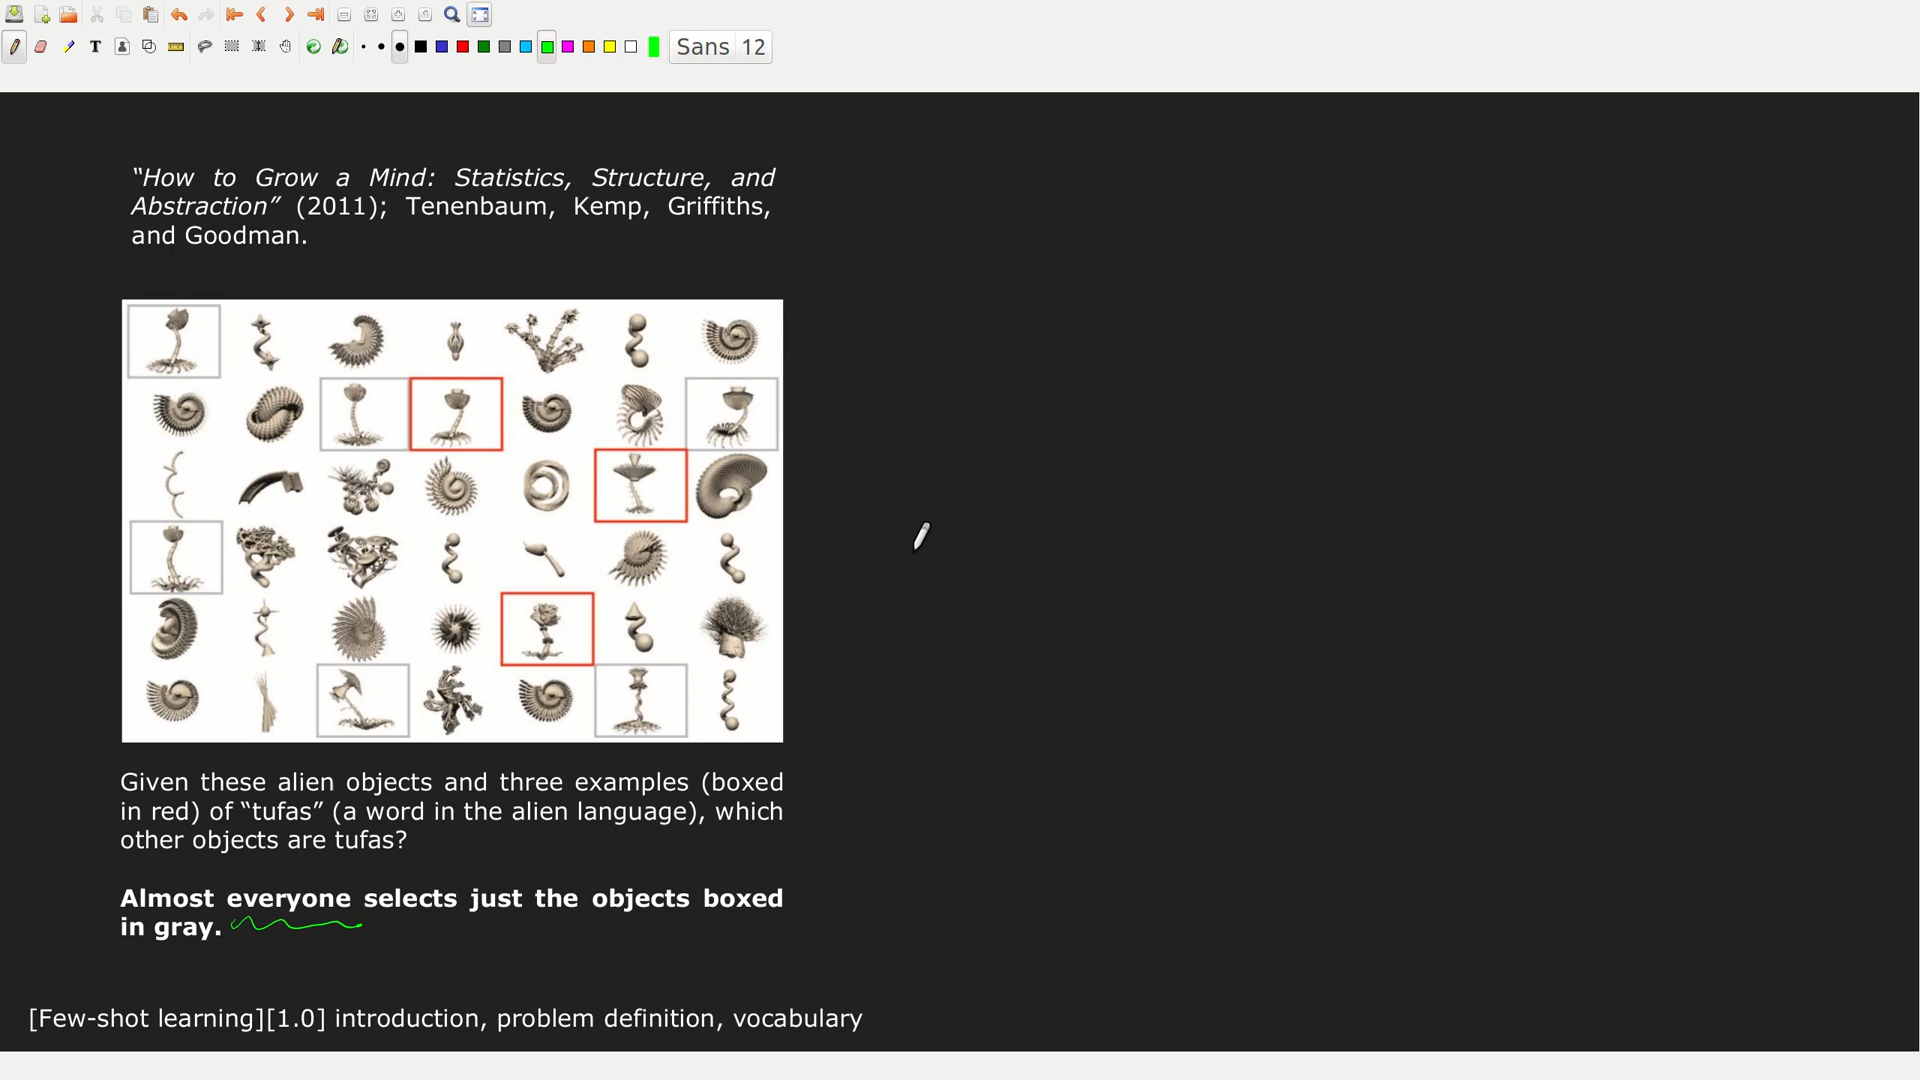 Sans 12
“How to Grow a Mind: Statistics, Structure, and
Abstraction” (2011); Tenenbaum, Kemp, Griffiths,
and Goodman.
Given these alien objects and three examples (boxed
in red) of “tufas” (a word in the alien language), which
other objects are tufas?
Almost everyone selects just the objects boxed
in gray.
[Few-shot learning][1.0] introduction, problem definition, vocabulary